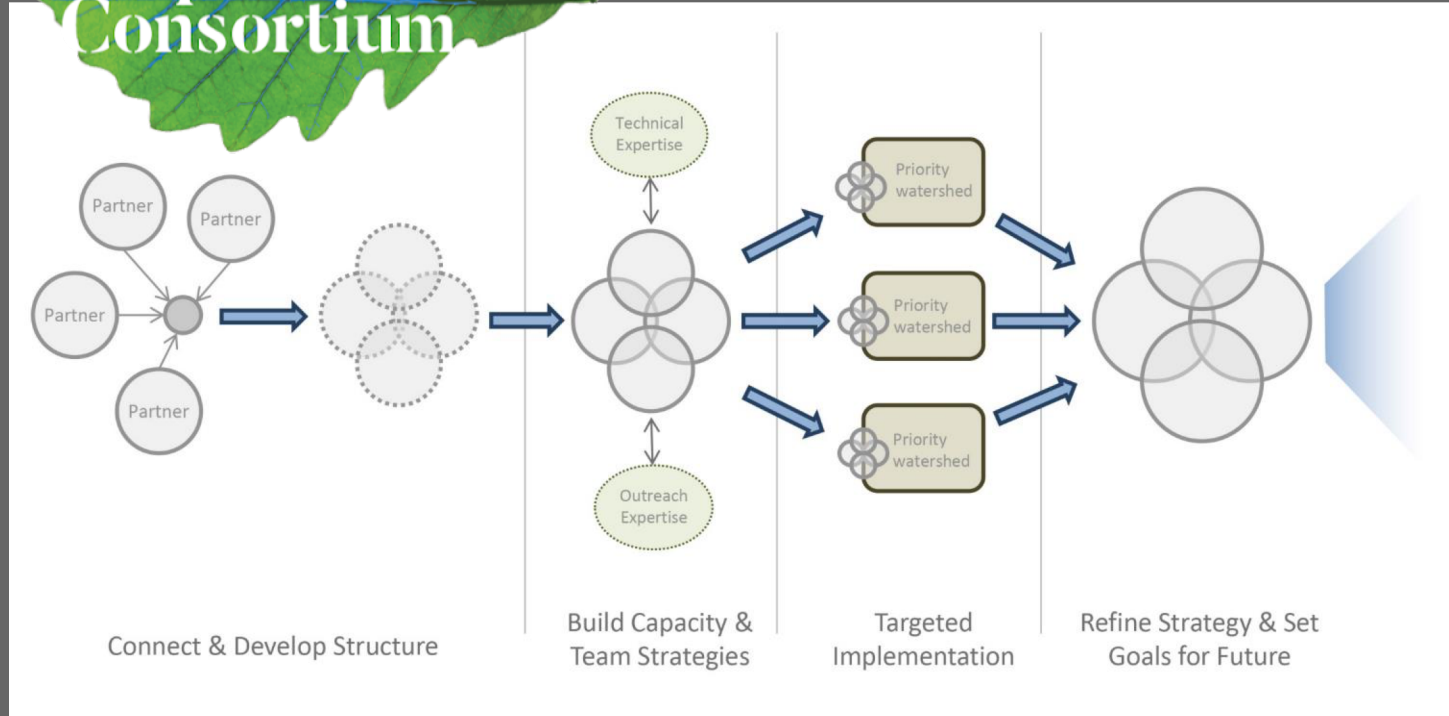 Consortium
Partner
Partner
Partner
Partner
Technical
Expertise
Outreach
Expertise
Priority
watershed
Priority
watershed
Priority
watershed
Connect & Develop Structure
Build Capacity &
Team Strategies
Targeted
Implementation
Refine Strategy & Set
Goals for Future